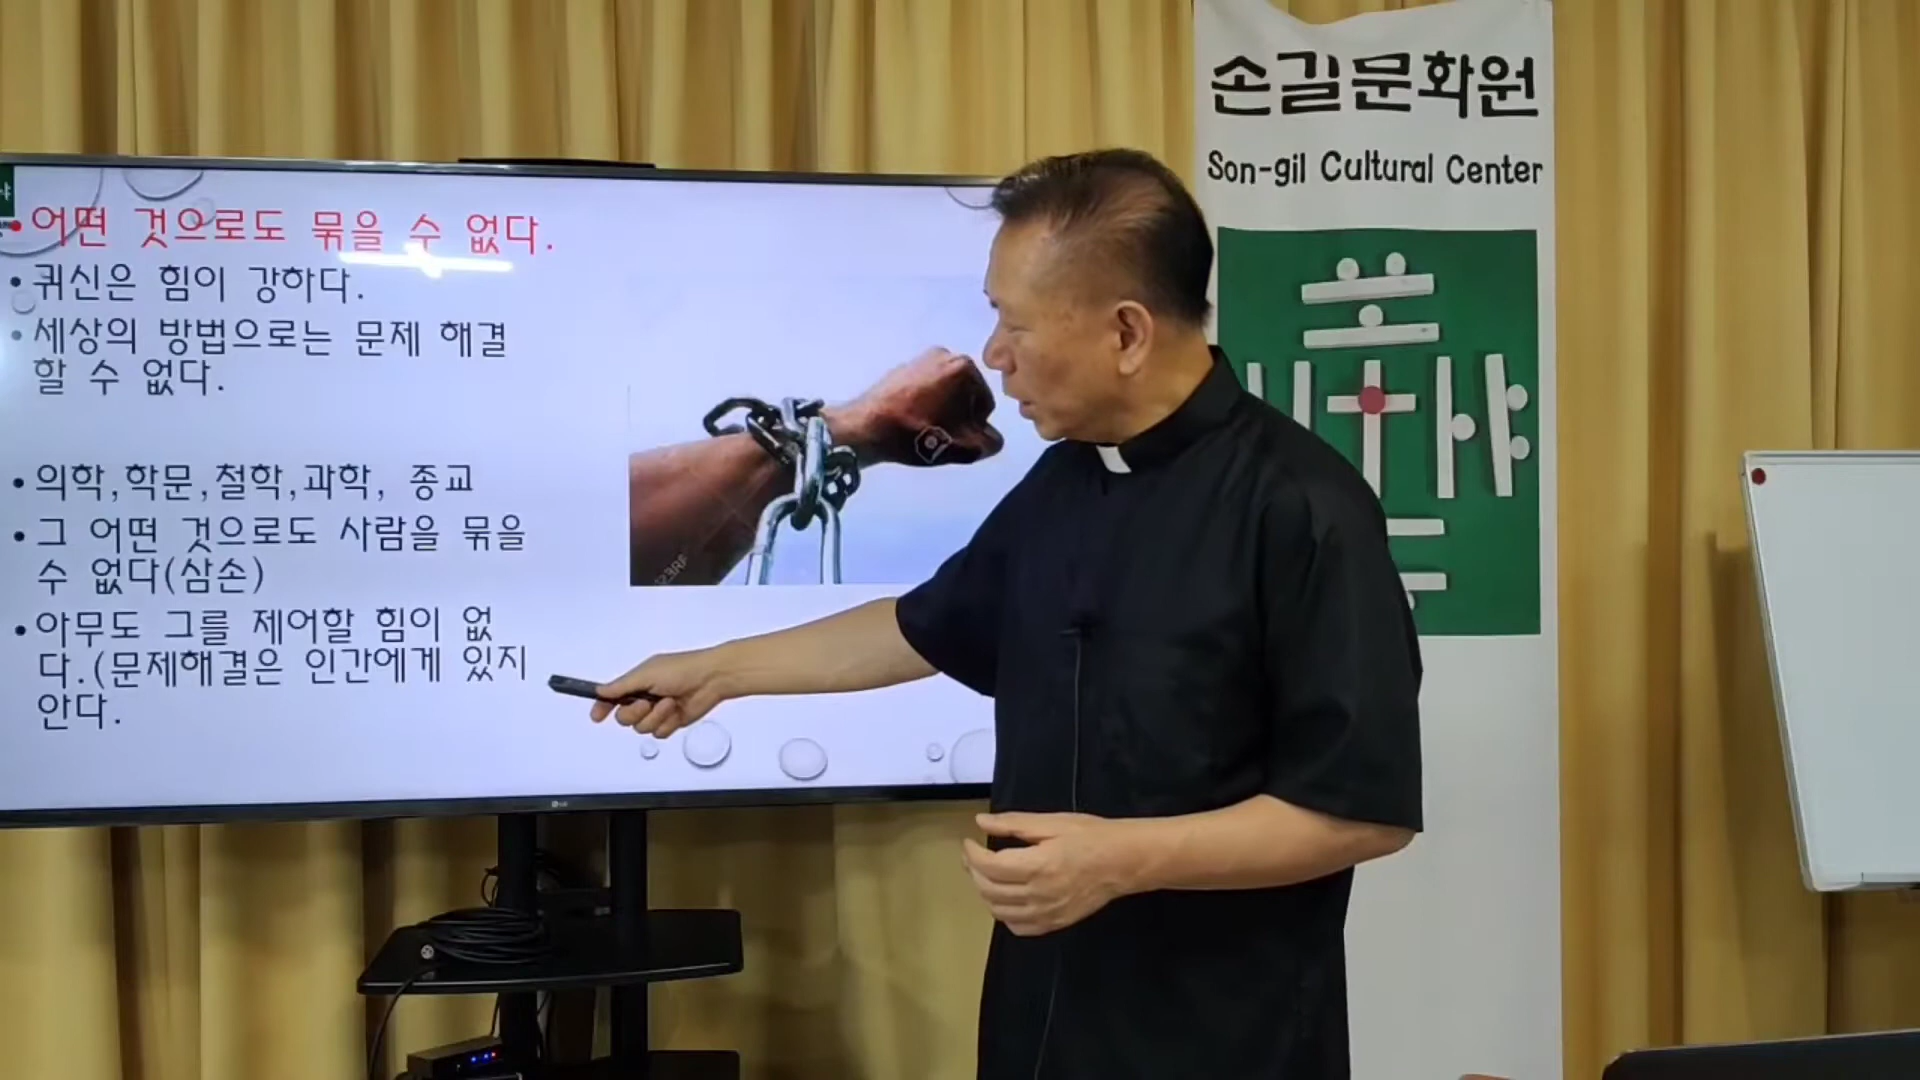 어떤 것으로도 묶을 수 없다.
귀신은 힘이 강하다.
세상의 방법으로는 문제 해결
할 수 없다.
의학,학문,철학,과학, 종교
그 어떤 것으로도 사람을 묶을
수 없다(삼손)
아무도 그를 제어할 힘이 없
다.(문제해결은 인간에게 있지
안다.
손길문화원
Son-gil Cultural Center
LG